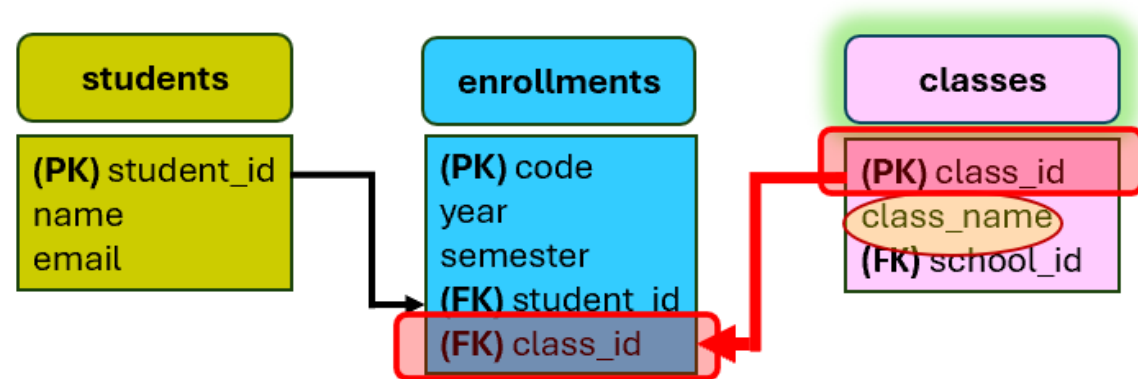 students
(PK) student_id
name
email
enrollments
(PK) code
year
semester
(FK) student_id
(FK) class_id
classes
(PK) class_id
class_name
(FK) school_id